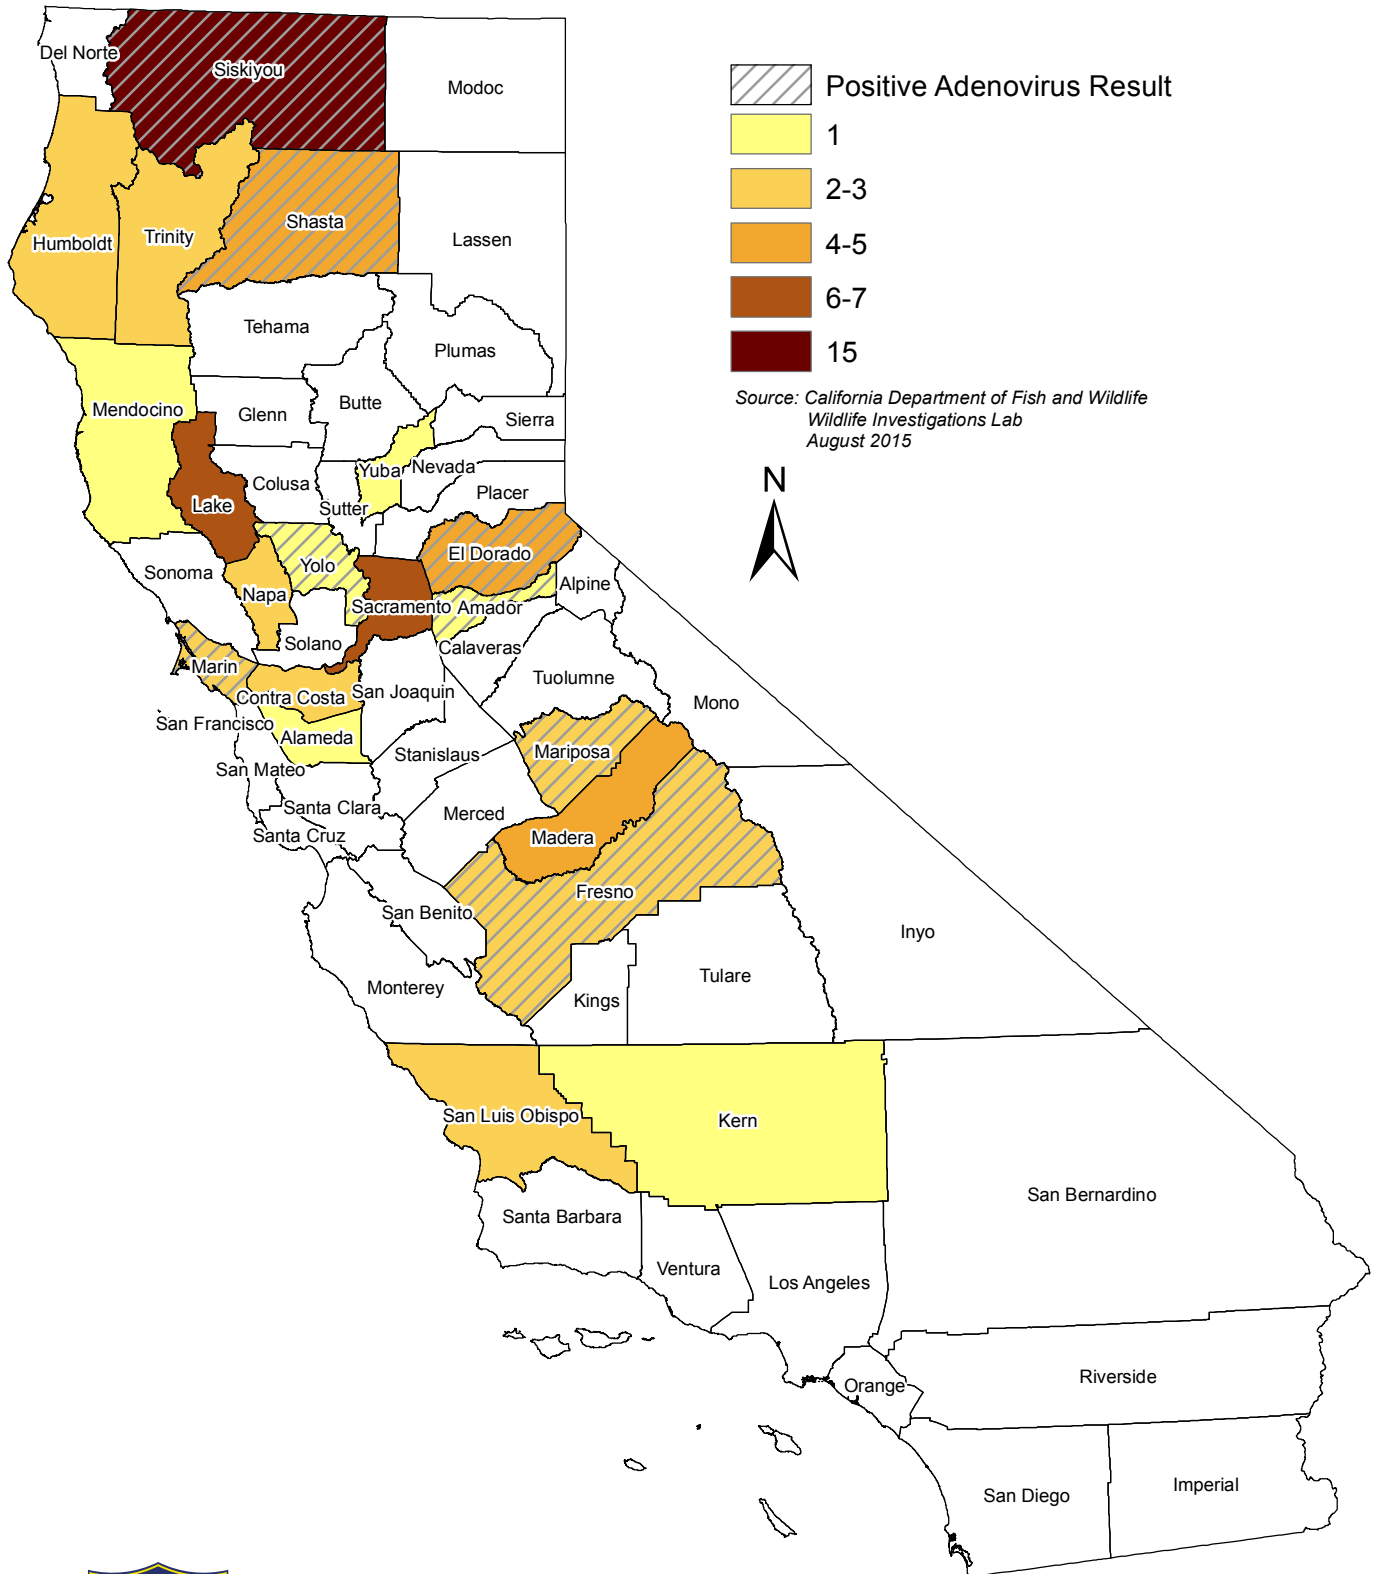 Del Norte
Siskiyou
Modoc
Positive Adenovirus Result
1
2-3
4-5
6-7
15
Source: California Department of Fish and Wildlife
Wildlife Investigations Lab
August 2015
N
Humboldt
Trinity
Shasta
Lassen
Tehama
Plumas
Mendocino
Glenn
Butte
Sierra
Lake
Colusa
Sutter
Yuba
Nevada
Placer
Sonoma
Napa
Yolo
El Dorado
Solano
Sacramento
Amador
Alpine
Calaveras
Marin
Contra Costa
San Joaquin
Tuolumne
Mono
San Francisco
Alameda
Stanislaus
Mariposa
San Mateo
Santa Clara
Merced
Madera
Santa Cruz
Fresno
San Benito
Inyo
Monterey
Kings
Tulare
San Luis Obispo
Kern
San Bernardino
Santa Barbara
Ventura
Los Angeles
Orange
Riverside
San Diego
Imperial